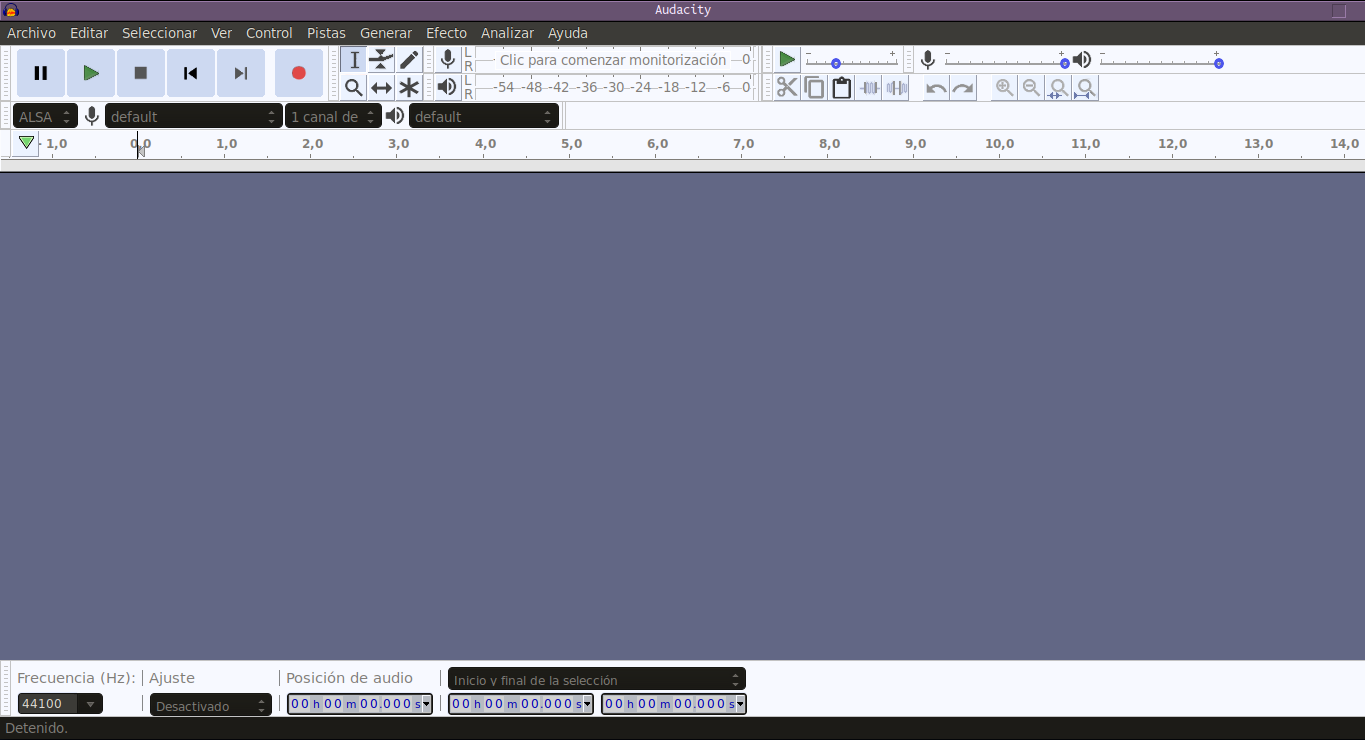 Audacity
Archivo Editar Seleccionar Ver Control Pistas Generar Efecto Analizar Ayuda
L R Clic para comenzar monitorización 0
L R -54 -48 -42 -36 -30 -24 -18 -12 -6 0
ALSA default 1 canal de default
- 1,0 0,0 1,0 2,0 3,0 4,0 5,0 6,0 7,0 8,0 9,0 10,0 11,0 12,0 13,0 14,0
Frecuencia (Hz): Ajuste Posición de audio Inicio y final de la selección
44100 Desactivado 00 h 00 m 00.000 s 00 h 00 m 00.000 s 00 h 00 m 00.000 s
Detenido.